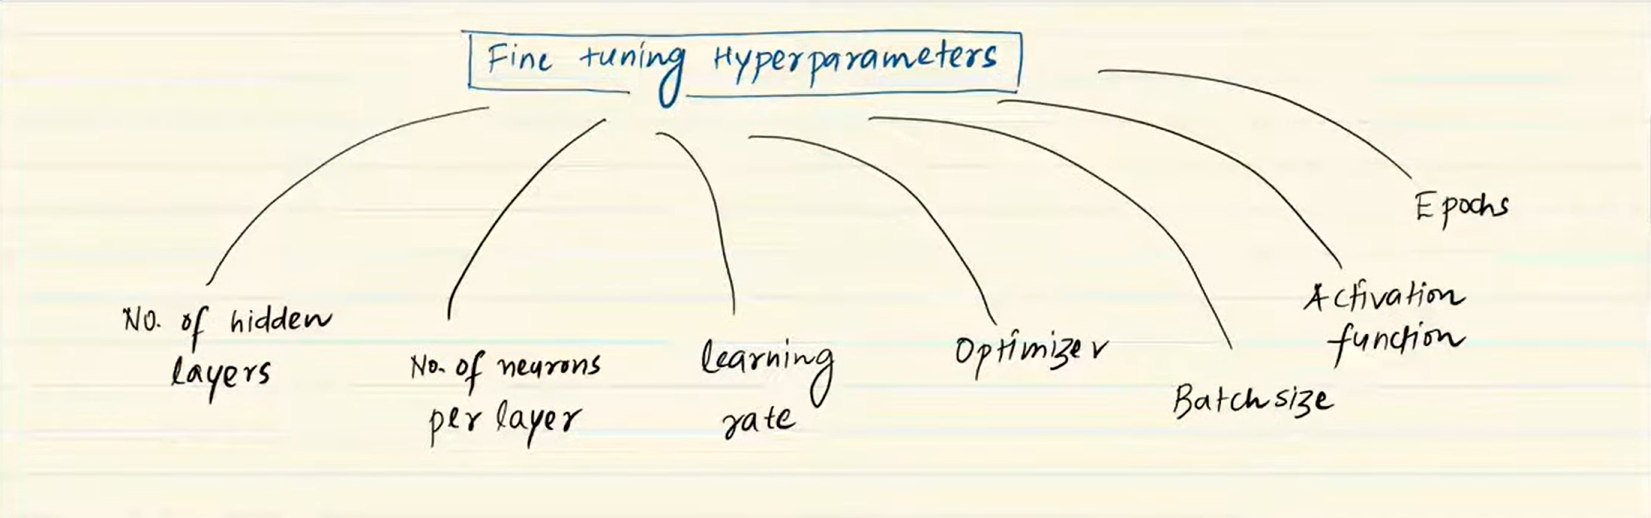 Fine tuning Hyperparameters
No. of hidden
layers
No. of neurons
per layer
learning
rate
Optimizer
Batch size
Activation
function
Epochs